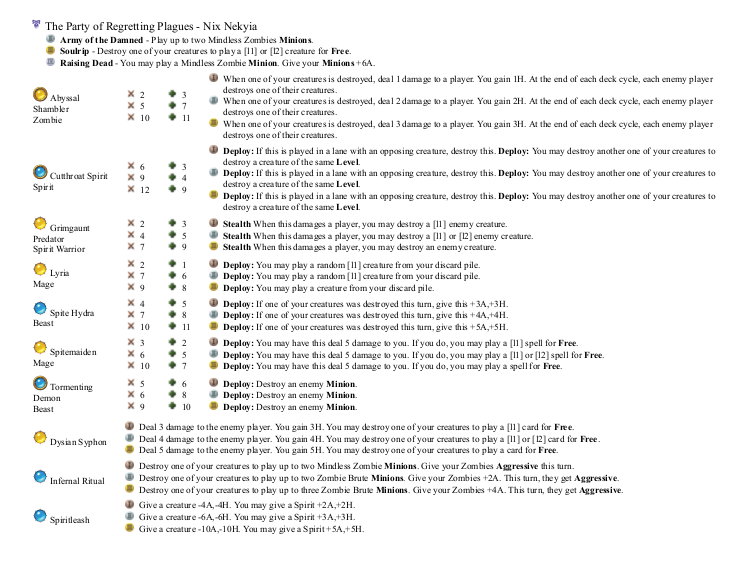 The Party of Regretting Plagues - Nix Nekyia
Army of the Damned - Play up to two Mindless Zombies Minions.
Soulrip - Destroy one of your creatures to play a [l1] or [l2] creature for Free.
Raising Dead - You may play a Mindless Zombie Minion. Give your Minions +6A.
Abyssal
Shambler
Zombie
2 3
5 7
10 11
When one of your creatures is destroyed, deal 1 damage to a player. You gain 1H. At the end of each deck cycle, each enemy player
destroys one of their creatures.
When one of your creatures is destroyed, deal 2 damage to a player. You gain 2H. At the end of each deck cycle, each enemy player
destroys one of their creatures.
When one of your creatures is destroyed, deal 3 damage to a player. You gain 3H. At the end of each deck cycle, each enemy player
destroys one of their creatures.
Cutthroat Spirit
Spirit
6 3
9 4
12 9
Deploy: If this is played in a lane with an opposing creature, destroy this. Deploy: You may destroy another one of your creatures to
destroy a creature of the same Level.
Deploy: If this is played in a lane with an opposing creature, destroy this. Deploy: You may destroy another one of your creatures to
destroy a creature of the same Level.
Deploy: If this is played in a lane with an opposing creature, destroy this. Deploy: You may destroy another one of your creatures to
destroy a creature of the same Level.
Grimgaunt
Predator
Spirit Warrior
2 3
4 5
7 9
Stealth When this damages a player, you may destroy a [l1] enemy creature.
Stealth When this damages a player, you may destroy a [l1] or [l2] enemy creature.
Stealth When this damages a player, you may destroy an enemy creature.
Lyria
Mage
2 1
7 6
9 8
Deploy: You may play a random [l1] creature from your discard pile.
Deploy: You may play a random [l1] creature from your discard pile.
Deploy: You may play a creature from your discard pile.
Spite Hydra
Beast
4 5
7 8
10 11
Deploy: If one of your creatures was destroyed this turn, give this +3A,+3H.
Deploy: If one of your creatures was destroyed this turn, give this +4A,+4H.
Deploy: If one of your creatures was destroyed this turn, give this +5A,+5H.
Spitemaiden
Mage
3 2
6 5
10 7
Deploy: You may have this deal 5 damage to you. If you do, you may play a [l1] spell for Free.
Deploy: You may have this deal 5 damage to you. If you do, you may play a [l1] or [l2] spell for Free.
Deploy: You may have this deal 5 damage to you. If you do, you may play a spell for Free.
Tormenting
Demon
Beast
5 6
6 8
9 10
Deploy: Destroy an enemy Minion.
Deploy: Destroy an enemy Minion.
Deploy: Destroy an enemy Minion.
Dysian Syphon
Deal 3 damage to the enemy player. You gain 3H. You may destroy one of your creatures to play a [l1] card for Free.
Deal 4 damage to the enemy player. You gain 4H. You may destroy one of your creatures to play a [l1] or [l2] card for Free.
Deal 5 damage to the enemy player. You gain 5H. You may destroy one of your creatures to play a card for Free.
Infernal Ritual
Destroy one of your creatures to play up to two Mindless Zombie Minions. Give your Zombies Aggressive this turn.
Destroy one of your creatures to play up to two Zombie Brute Minions. Give your Zombies +2A. This turn, they get Aggressive.
Destroy one of your creatures to play up to three Zombie Brute Minions. Give your Zombies +4A. This turn, they get Aggressive.
Spiritleash
Give a creature -4A,-4H. You may give a Spirit +2A,+2H.
Give a creature -6A,-6H. You may give a Spirit +3A,+3H.
Give a creature -10A,-10H. You may give a Spirit +5A,+5H.